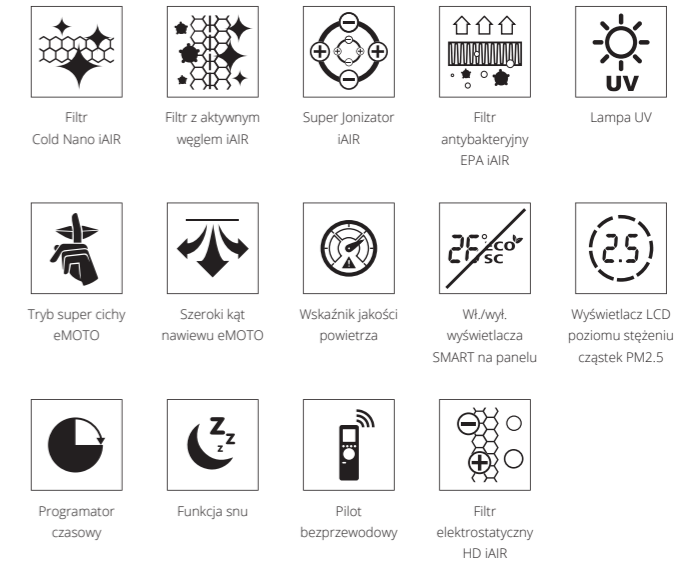 UV
Filtr
Cold Nano iAIR
Filtr z aktywnym
węglem iAIR
Super Jonizator
iAIR
Filtr
antybakteryjny
EPA iAIR
Lampa UV
26° eco
SC
2.5
Tryb super cichy
eMOTO
Szeroki kąt
nawiewu eMOTO
Wskaźnik jakości
powietrza
Wł./wył.
wyświetlacza
SMART na panelu
Wyświetlacz LCD
poziomu stężeniu
cząstek PM2.5
Z Z z
Programator
czasowy
Funkcja snu
Pilot
bezprzewodowy
Filtr
elektrostatyczny
HD iAIR